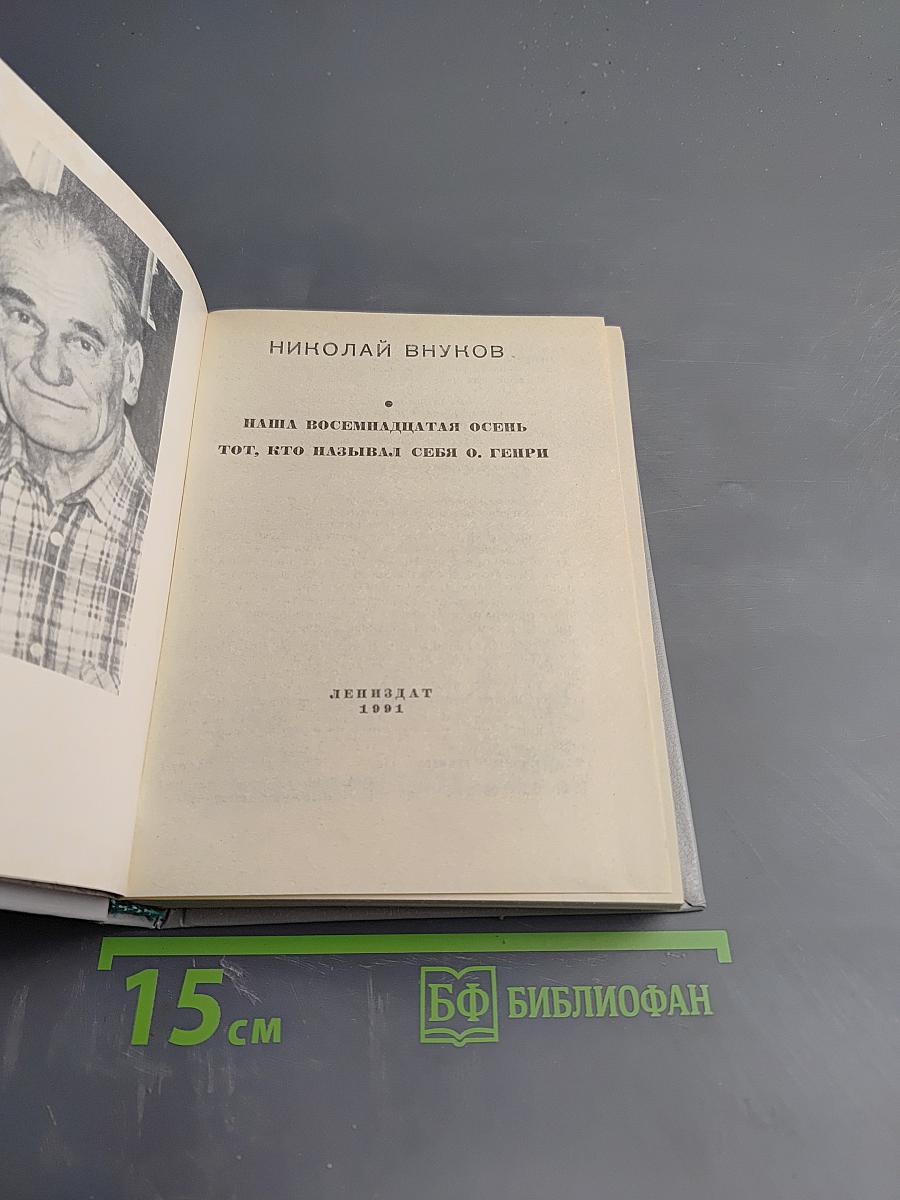 НИКОЛАЙ ВНУКОВ
НАША ВОСЕМНАДЦАТАЯ ОСЕНЬ
ТОТ, КТО НАЗЫВАЛ СЕБЯ О. ГЕНРИ
ЛЕНИЗДАТ
1991
15 см
БФ БИБЛИОФАН